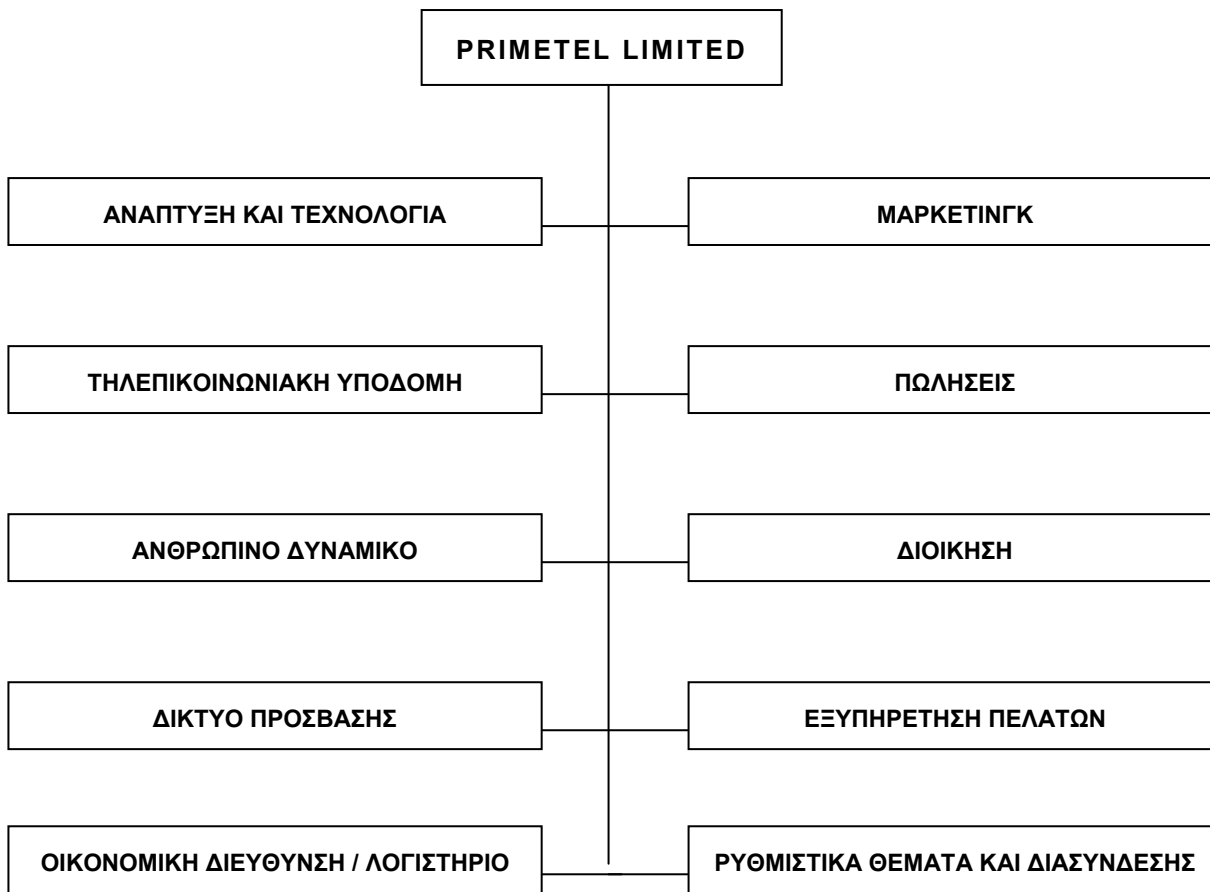 PRIMETEL LIMITED
ΑΝΑΠΤΥΞΗ ΚΑΙ ΤΕΧΝΟΛΟΓΙΑ
ΜΑΡΚΕΤΙΝΓΚ
ΤΗΛΕΠΙΚΟΙΝΩΝΙΑΚΗ ΥΠΟΔΟΜΗ
ΠΩΛΗΣΕΙΣ
ΑΝΘΡΩΠΙΝΟ ΔΥΝΑΜΙΚΟ
ΔΙΟΙΚΗΣΗ
ΔΙΚΤΥΟ ΠΡΟΣΒΑΣΗΣ
ΕΞΥΠΗΡΕΤΗΣΗ ΠΕΛΑΤΩΝ
ΟΙΚΟΝΟΜΙΚΗ ΔΙΕΥΘΥΝΣΗ / ΛΟΓΙΣΤΗΡΙΟ
ΡΥΘΜΙΣΤΙΚΑ ΘΕΜΑΤΑ ΚΑΙ ΔΙΑΣΥΝΔΕΣΗΣ